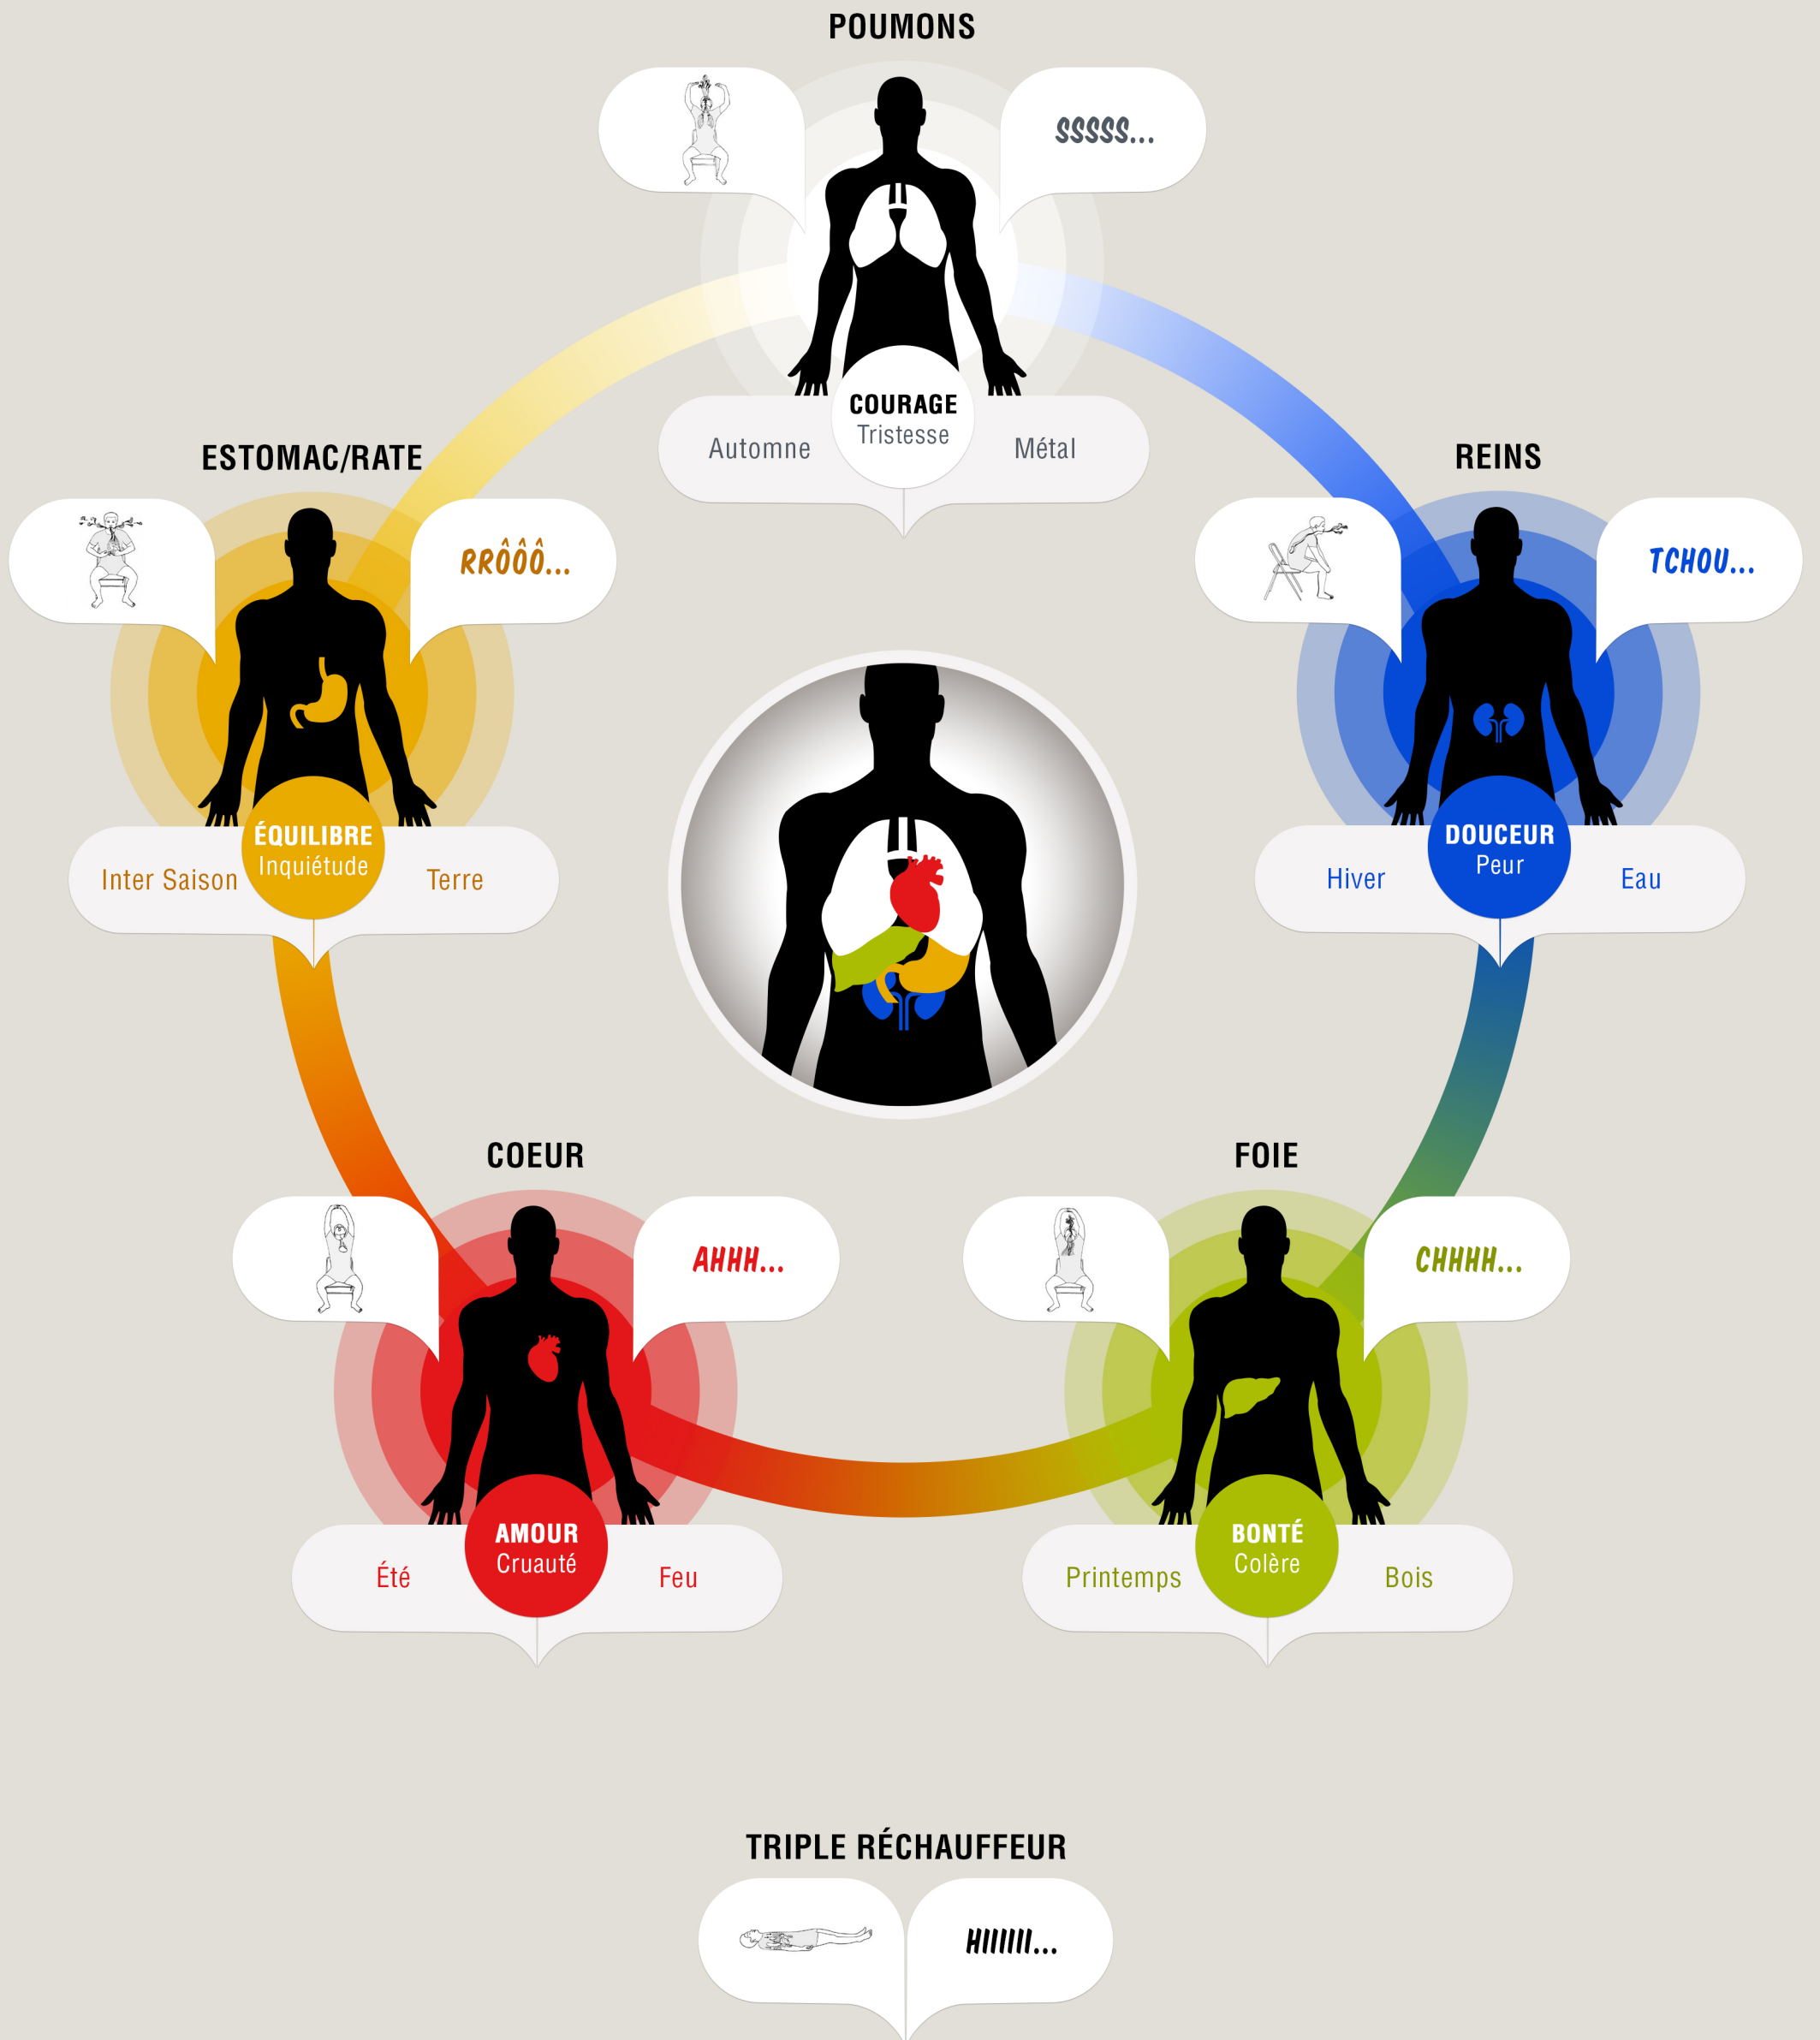 POUMONS
SSSSS...
COURAGE
Tristesse
Automne
Métal
ESTOMAC/RATE
RRÔÔÔ...
ÉQUILIBRE
Inquiétude
Inter Saison
Terre
REINS
TCHOU...
DOUCEUR
Peur
Hiver
Eau
COEUR
AHHH...
AMOUR
Cruauté
Été
Feu
FOIE
CHHHH...
BONTÉ
Colère
Printemps
Bois
TRIPLE RÉCHAUFFEUR
HIIIIII...